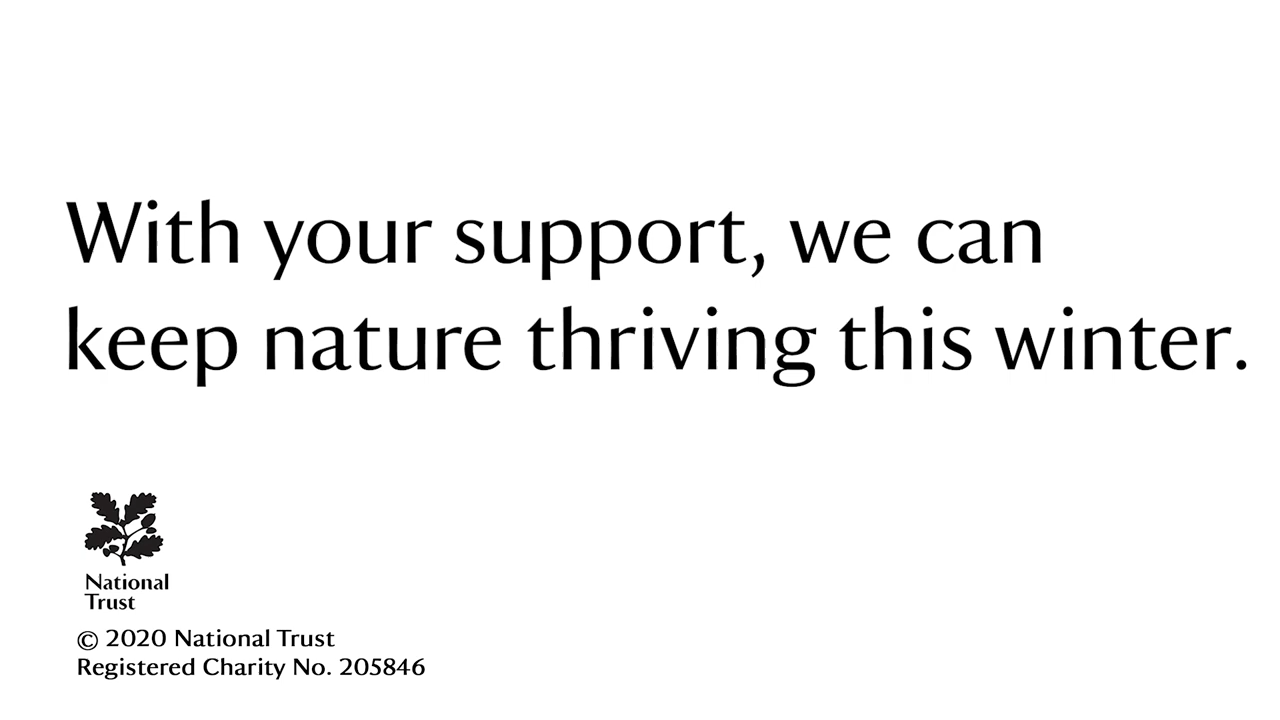 With your support, we can
keep nature thriving this winter.
National
Trust
© 2020 National Trust
Registered Charity No. 205846